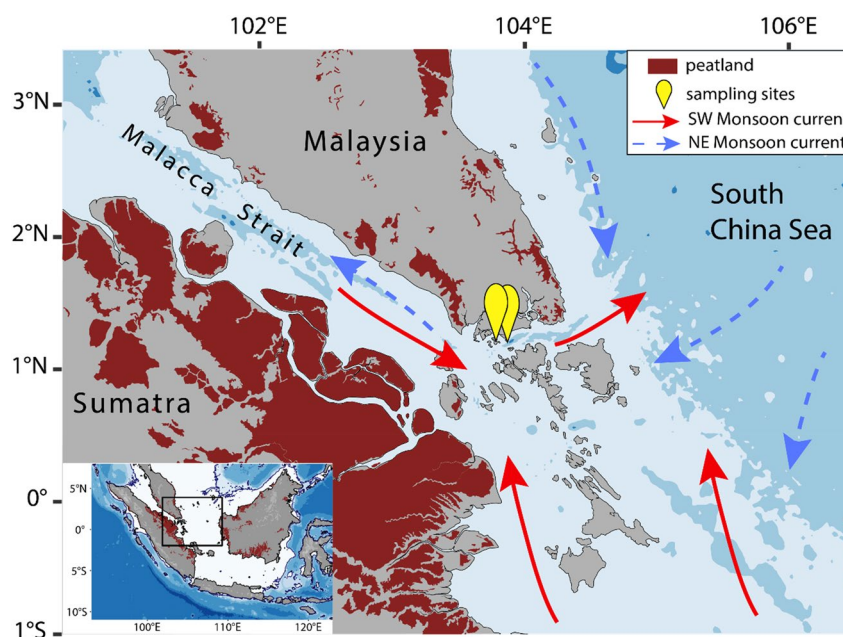 102°E
104°E
106°E
peatland
sampling sites
SW Monsoon current
NE Monsoon current
3°N
Malaysia
Malacca Strait
South
China Sea
2°N
1°N
Sumatra
0°
1°S
5°N
0°
5°S
10°S
100°E
110°E
120°E